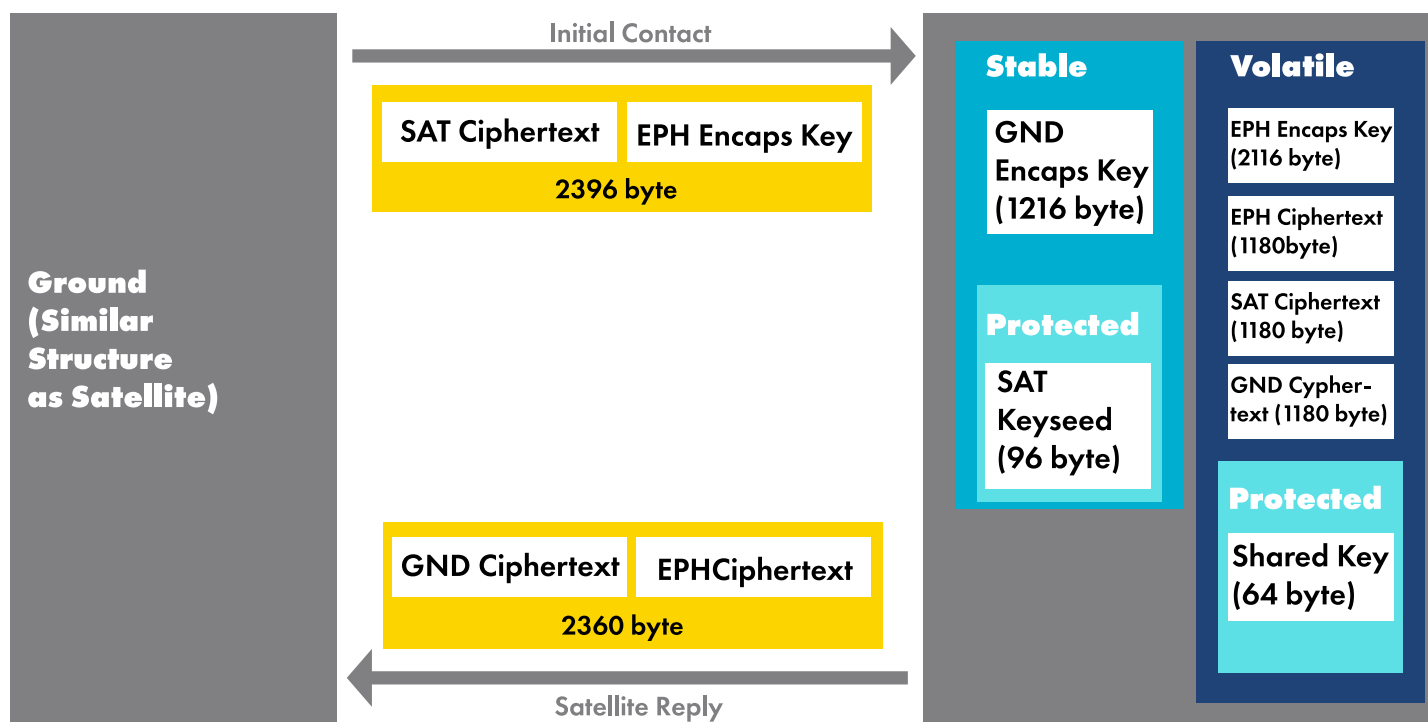 Initial Contact
SAT Ciphertext
EPH Encaps Key
2396 byte
Ground
(Similar
Structure
as Satellite)
GND Ciphertext
EPHCiphertext
2360 byte
Satellite Reply
Stable
GND
Encaps Key
(1216 byte)
Protected
SAT
Keyseed
(96 byte)
Volatile
EPH Encaps Key
(2116 byte)
EPH Ciphertext
(1180byte)
SAT Ciphertext
(1180 byte)
GND Cypher-
text (1180 byte)
Protected
Shared Key
(64 byte)